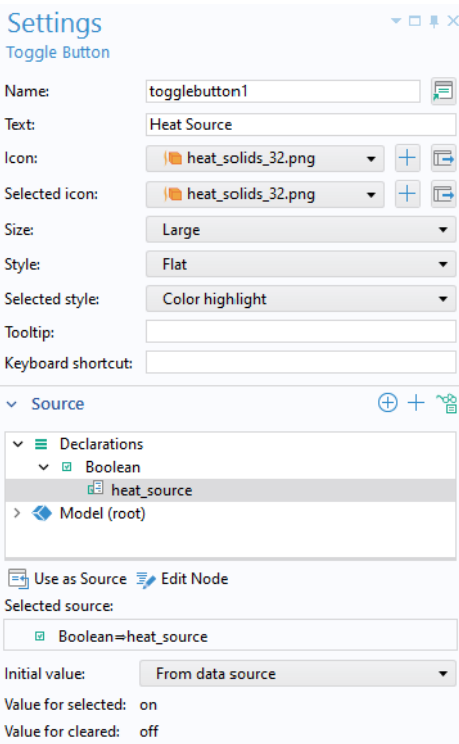 Settings
Toggle Button
Name: togglebutton1
Text: Heat Source
Icon: heat_solids_32.png
Selected icon: heat_solids_32.png
Size: Large
Style: Flat
Selected style: Color highlight
Tooltip:
Keyboard shortcut:
Source
Declarations
Boolean
heat_source
Model (root)
Use as Source Edit Node
Selected source:
Boolean⇒heat_source
Initial value: From data source
Value for selected: on
Value for cleared: off